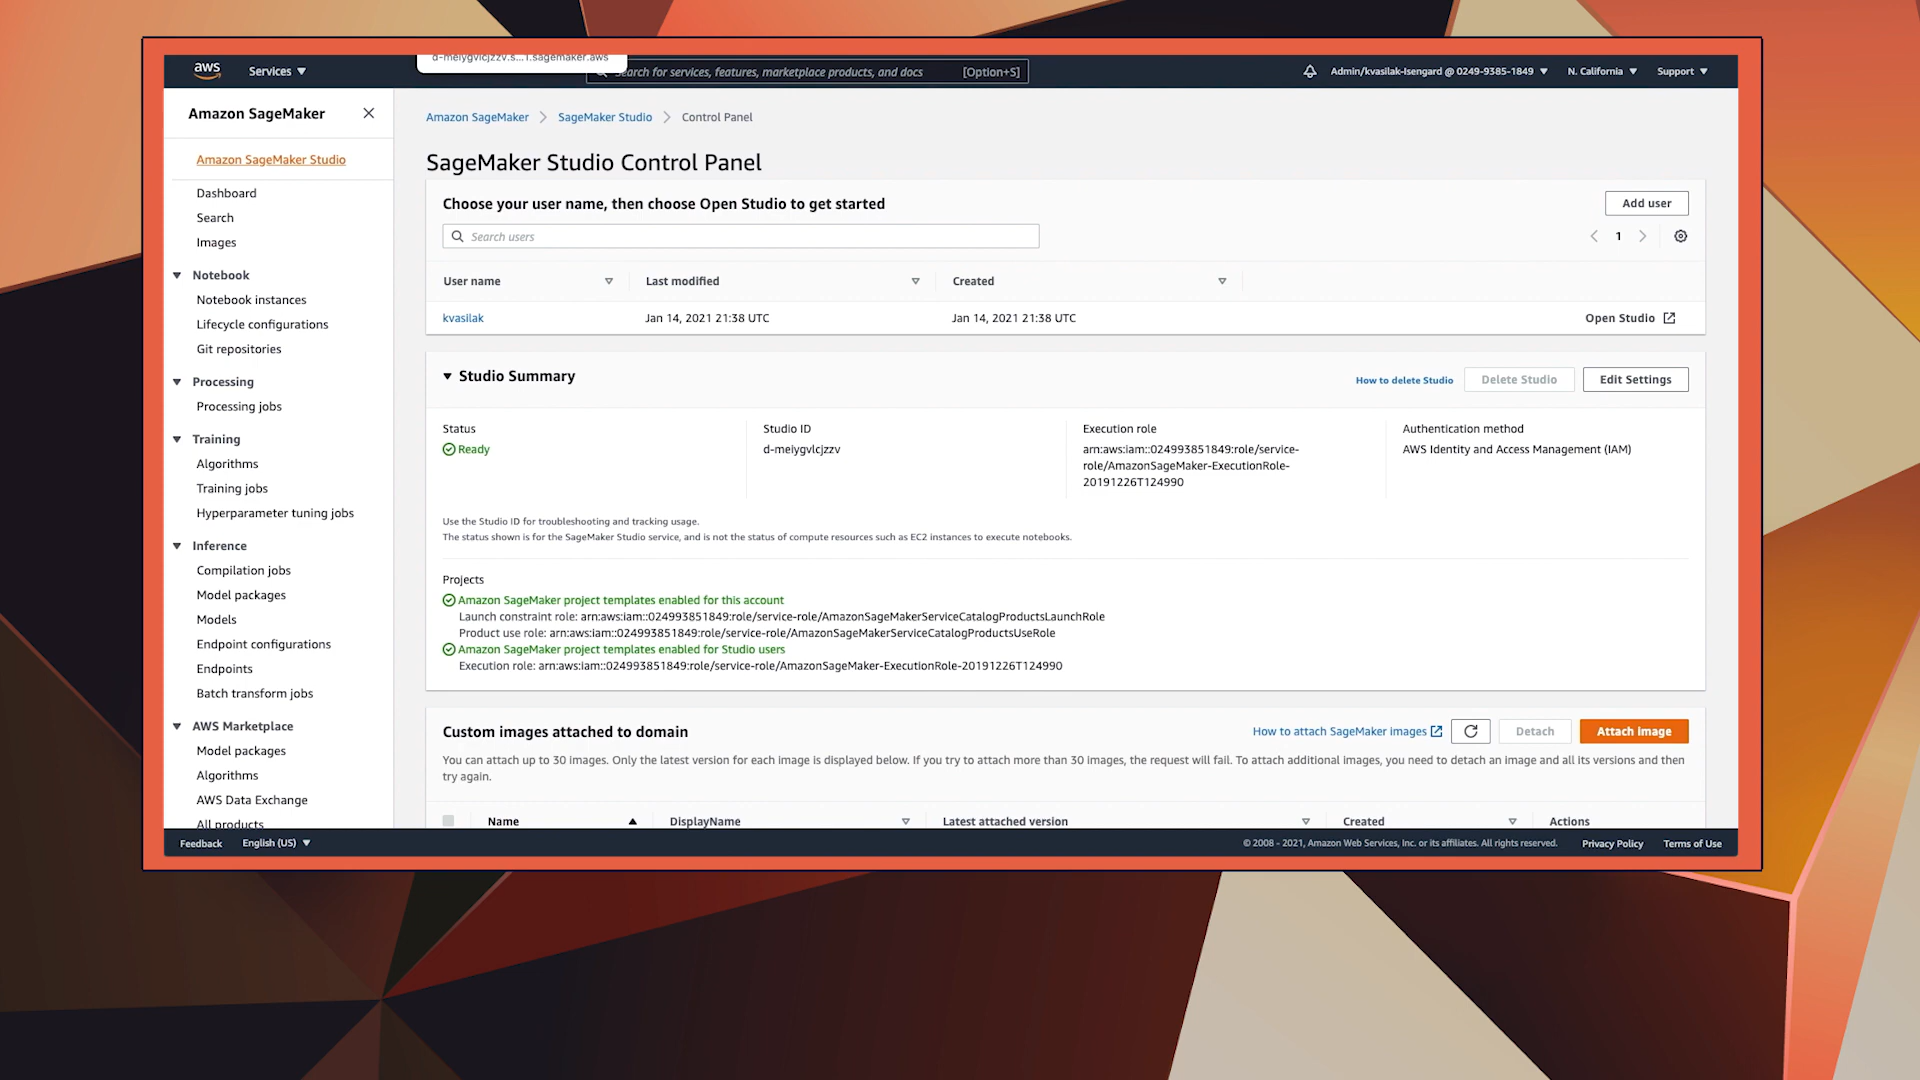 d-meiygvlcjzzv.s...1.sagemaker.aws
aws
Services
Search for services, features, marketplace products, and docs
[Option+S]
Admin/kvasilak-Isengard @ 0249-9385-1849
N. California
Support
Amazon SageMaker
Amazon SageMaker Studio
Dashboard
Search
Images
Notebook
Notebook instances
Lifecycle configurations
Git repositories
Processing
Processing jobs
Training
Algorithms
Training jobs
Hyperparameter tuning jobs
Inference
Compilation jobs
Model packages
Models
Endpoint configurations
Endpoints
Batch transform jobs
AWS Marketplace
Model packages
Algorithms
AWS Data Exchange
All products
Amazon SageMaker > SageMaker Studio > Control Panel
SageMaker Studio Control Panel
Choose your user name, then choose Open Studio to get started
Add user
Search users
1
User name
Last modified
Created
kvasilak
Jan 14, 2021 21:38 UTC
Jan 14, 2021 21:38 UTC
Open Studio
Studio Summary
How to delete Studio
Delete Studio
Edit Settings
Status
Ready
Studio ID
d-meiygvlcjzzv
Execution role
arn:aws:iam::024993851849:role/service-
role/AmazonSageMaker-ExecutionRole-
20191226T124990
Authentication method
AWS Identity and Access Management (IAM)
Use the Studio ID for troubleshooting and tracking usage.
The status shown is for the SageMaker Studio service, and is not the status of compute resources such as EC2 instances to execute notebooks.
Projects
Amazon SageMaker project templates enabled for this account
Launch constraint role: arn:aws:iam::024993851849:role/service-role/AmazonSageMakerServiceCatalogProductsLaunchRole
Product use role: arn:aws:iam::024993851849:role/service-role/AmazonSageMakerServiceCatalogProductsUseRole
Amazon SageMaker project templates enabled for Studio users
Execution role: arn:aws:iam::024993851849:role/service-role/AmazonSageMaker-ExecutionRole-20191226T124990
Custom images attached to domain
How to attach SageMaker images
Detach
Attach image
You can attach up to 30 images. Only the latest version for each image is displayed below. If you try to attach more than 30 images, the request will fail. To attach additional images, you need to detach an image and all its versions and then
try again.
Name
DisplayName
Latest attached version
Created
Actions
Feedback
English (US)
© 2008 - 2021, Amazon Web Services, Inc. or its affiliates. All rights reserved.
Privacy Policy
Terms of Use